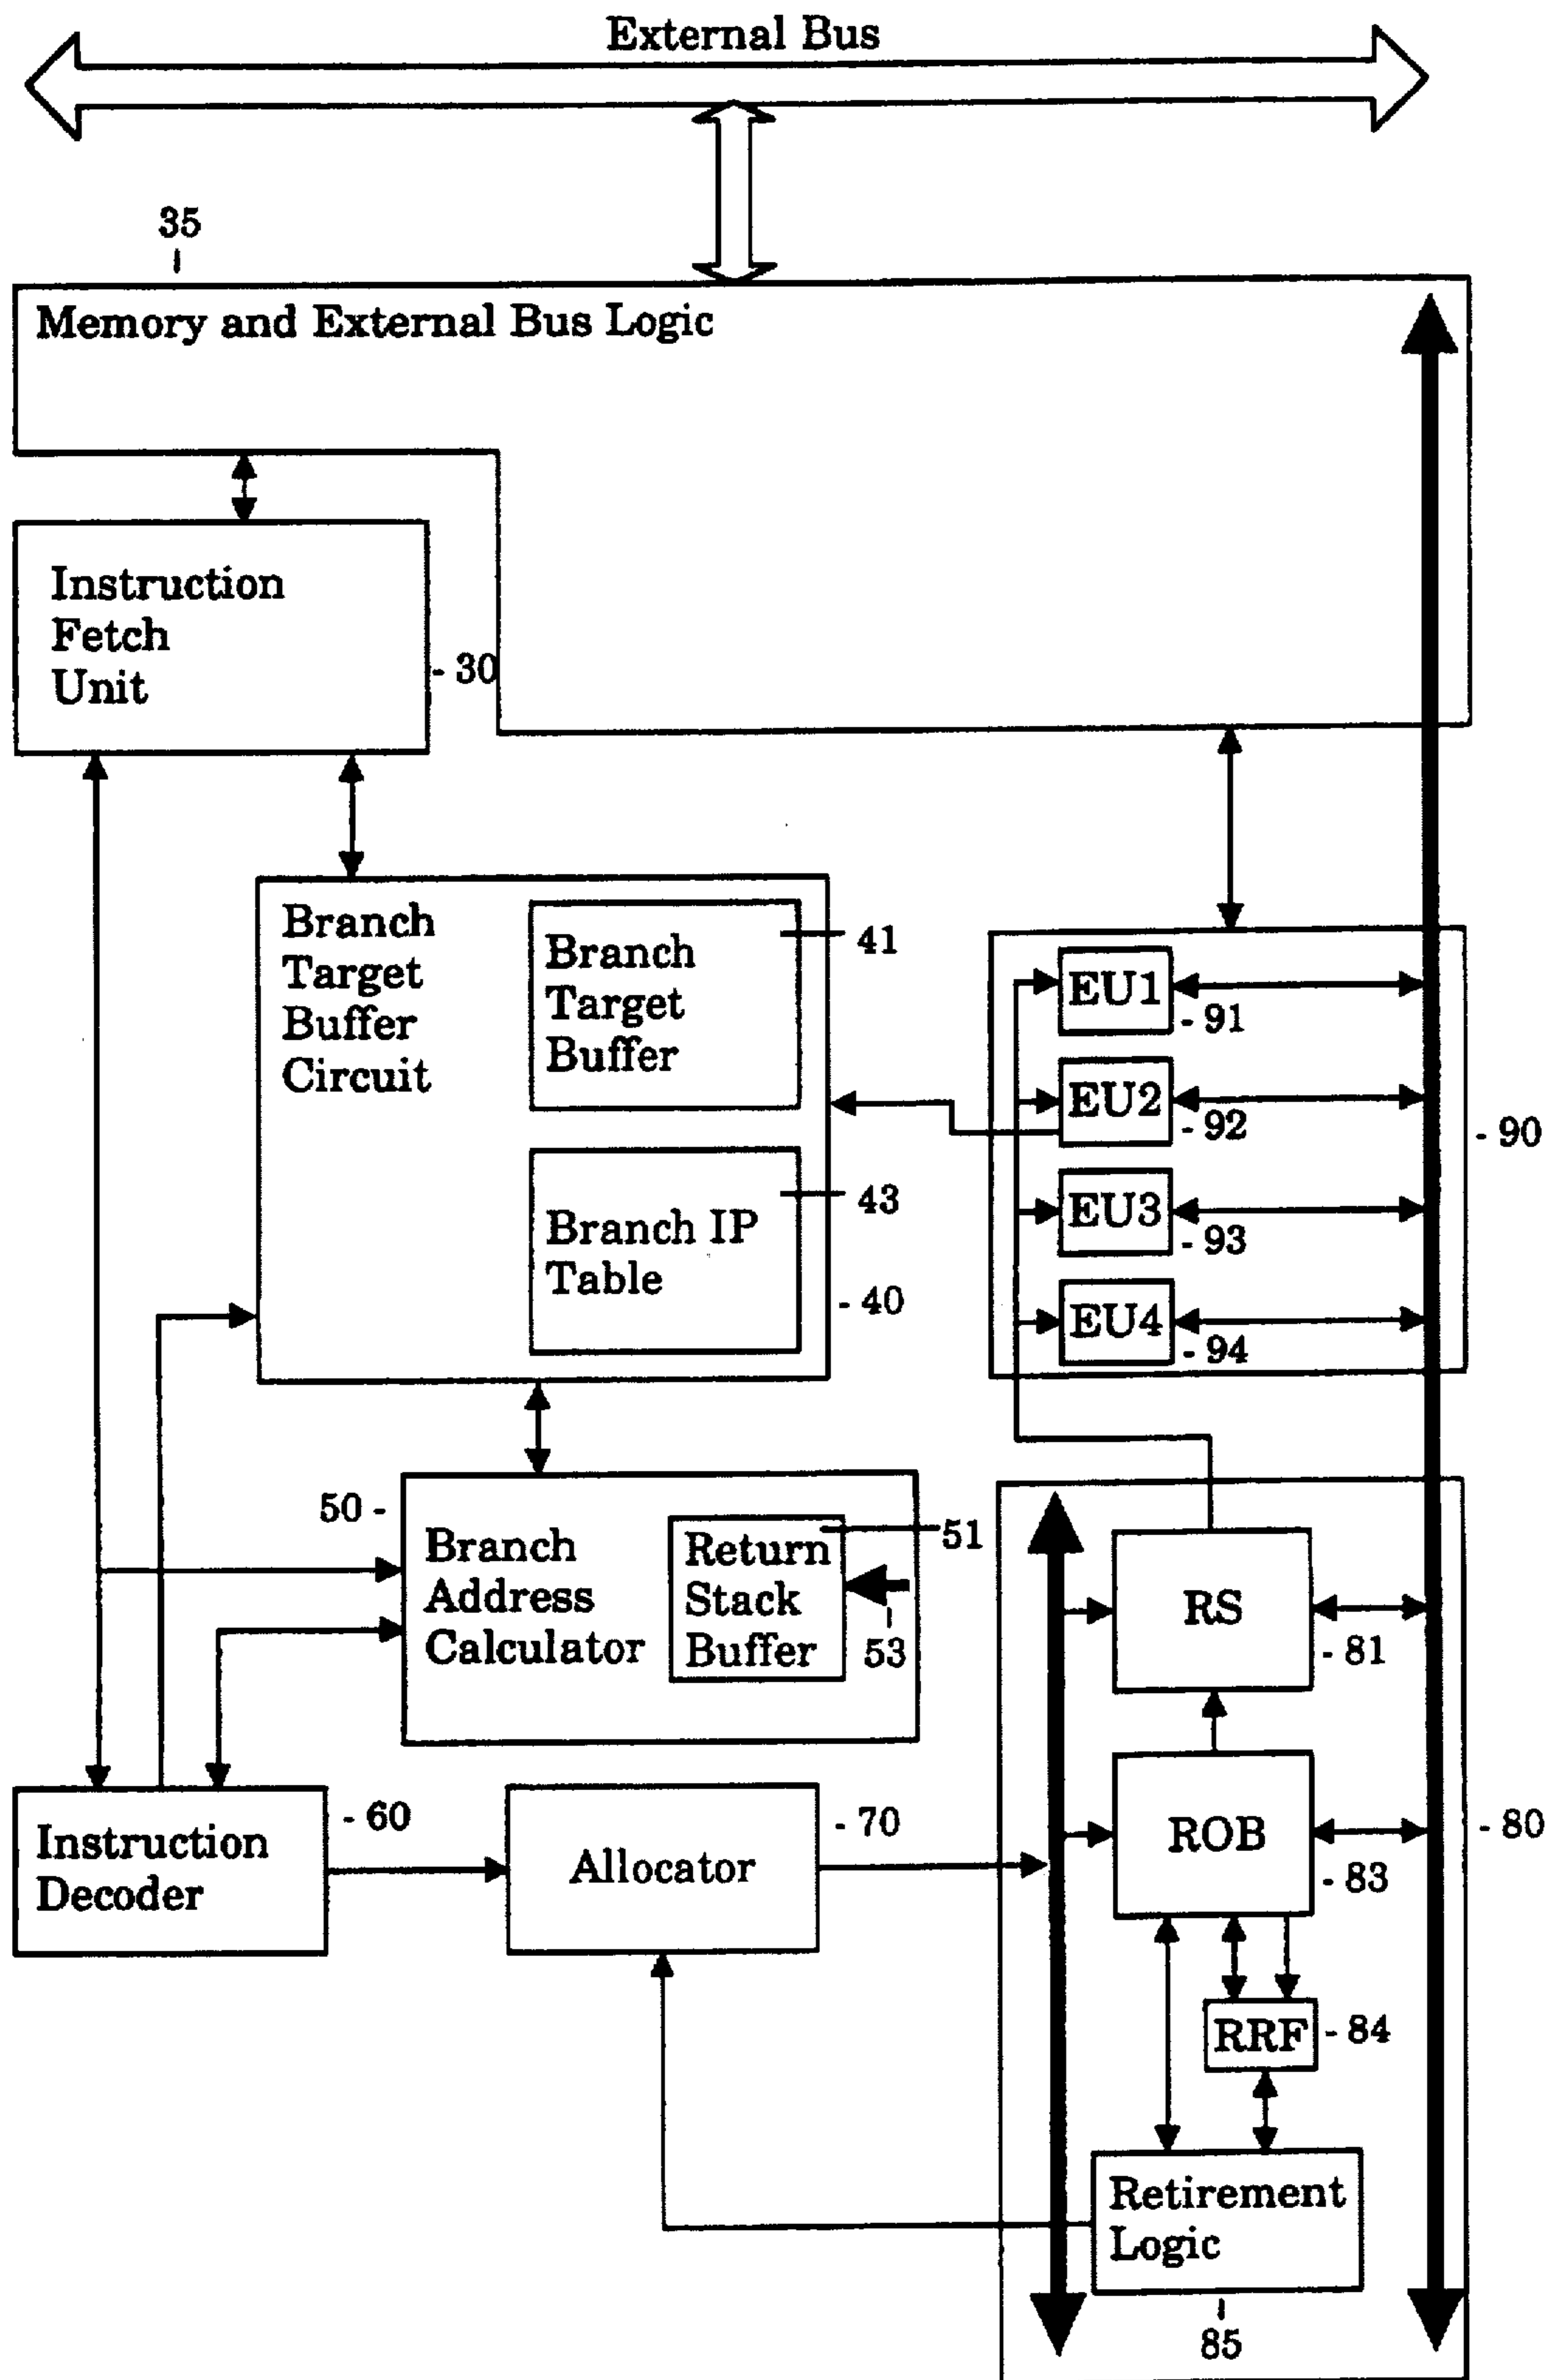 External Bus
35
Memory and External Bus Logic
Instruction
Fetch
Unit
- 30
Branch
Target
Buffer
Circuit
Branch
Target
Buffer
41
Branch IP
Table
43
- 40
EU1
- 91
EU2
- 92
EU3
- 93
EU4
- 94
- 90
50 -
Branch
Address
Calculator
Return
Stack
Buffer
51
53
RS
- 81
Instruction
Decoder
- 60
Allocator
- 70
ROB
- 83
- 80
RRF
- 84
Retirement
Logic
85